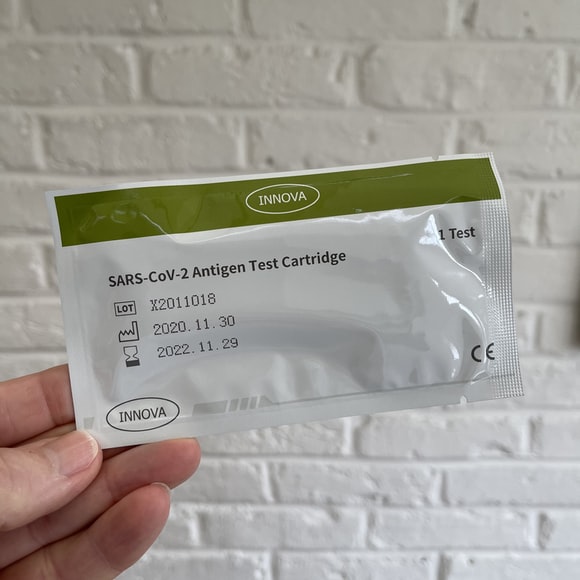 INNOVA
1 Test
SARS-CoV-2 Antigen Test Cartridge
LOT X2011018
2020.11.30
2022.11.29
CE
INNOVA